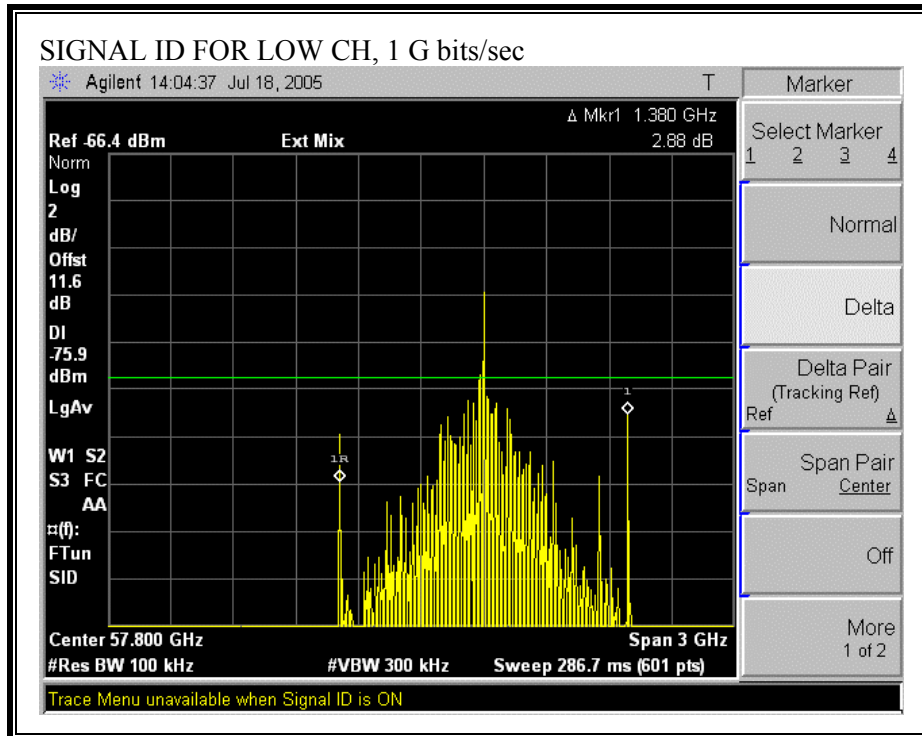 SIGNAL ID FOR LOW CH, 1 G bits/sec
Agilent 14:04:37 Jul 18, 2005 T
Δ Mkr1 1.380 GHz
Ref -66.4 dBm Ext Mix 2.88 dB
Norm
Log
2
dB/
Offst
11.6
dB
DI
-75.9
dBm
LgAv
W1 S2
S3 FC
AA
¤(f):
FTun
SID
1R
1
Center 57.800 GHz Span 3 GHz
#Res BW 100 kHz #VBW 300 kHz Sweep 286.7 ms (601 pts)
Trace Menu unavailable when Signal ID is ON
Marker
Select Marker
1 2 3 4
Normal
Delta
Delta Pair
(Tracking Ref)
Ref Δ
Span Pair
Span Center
Off
More
1 of 2